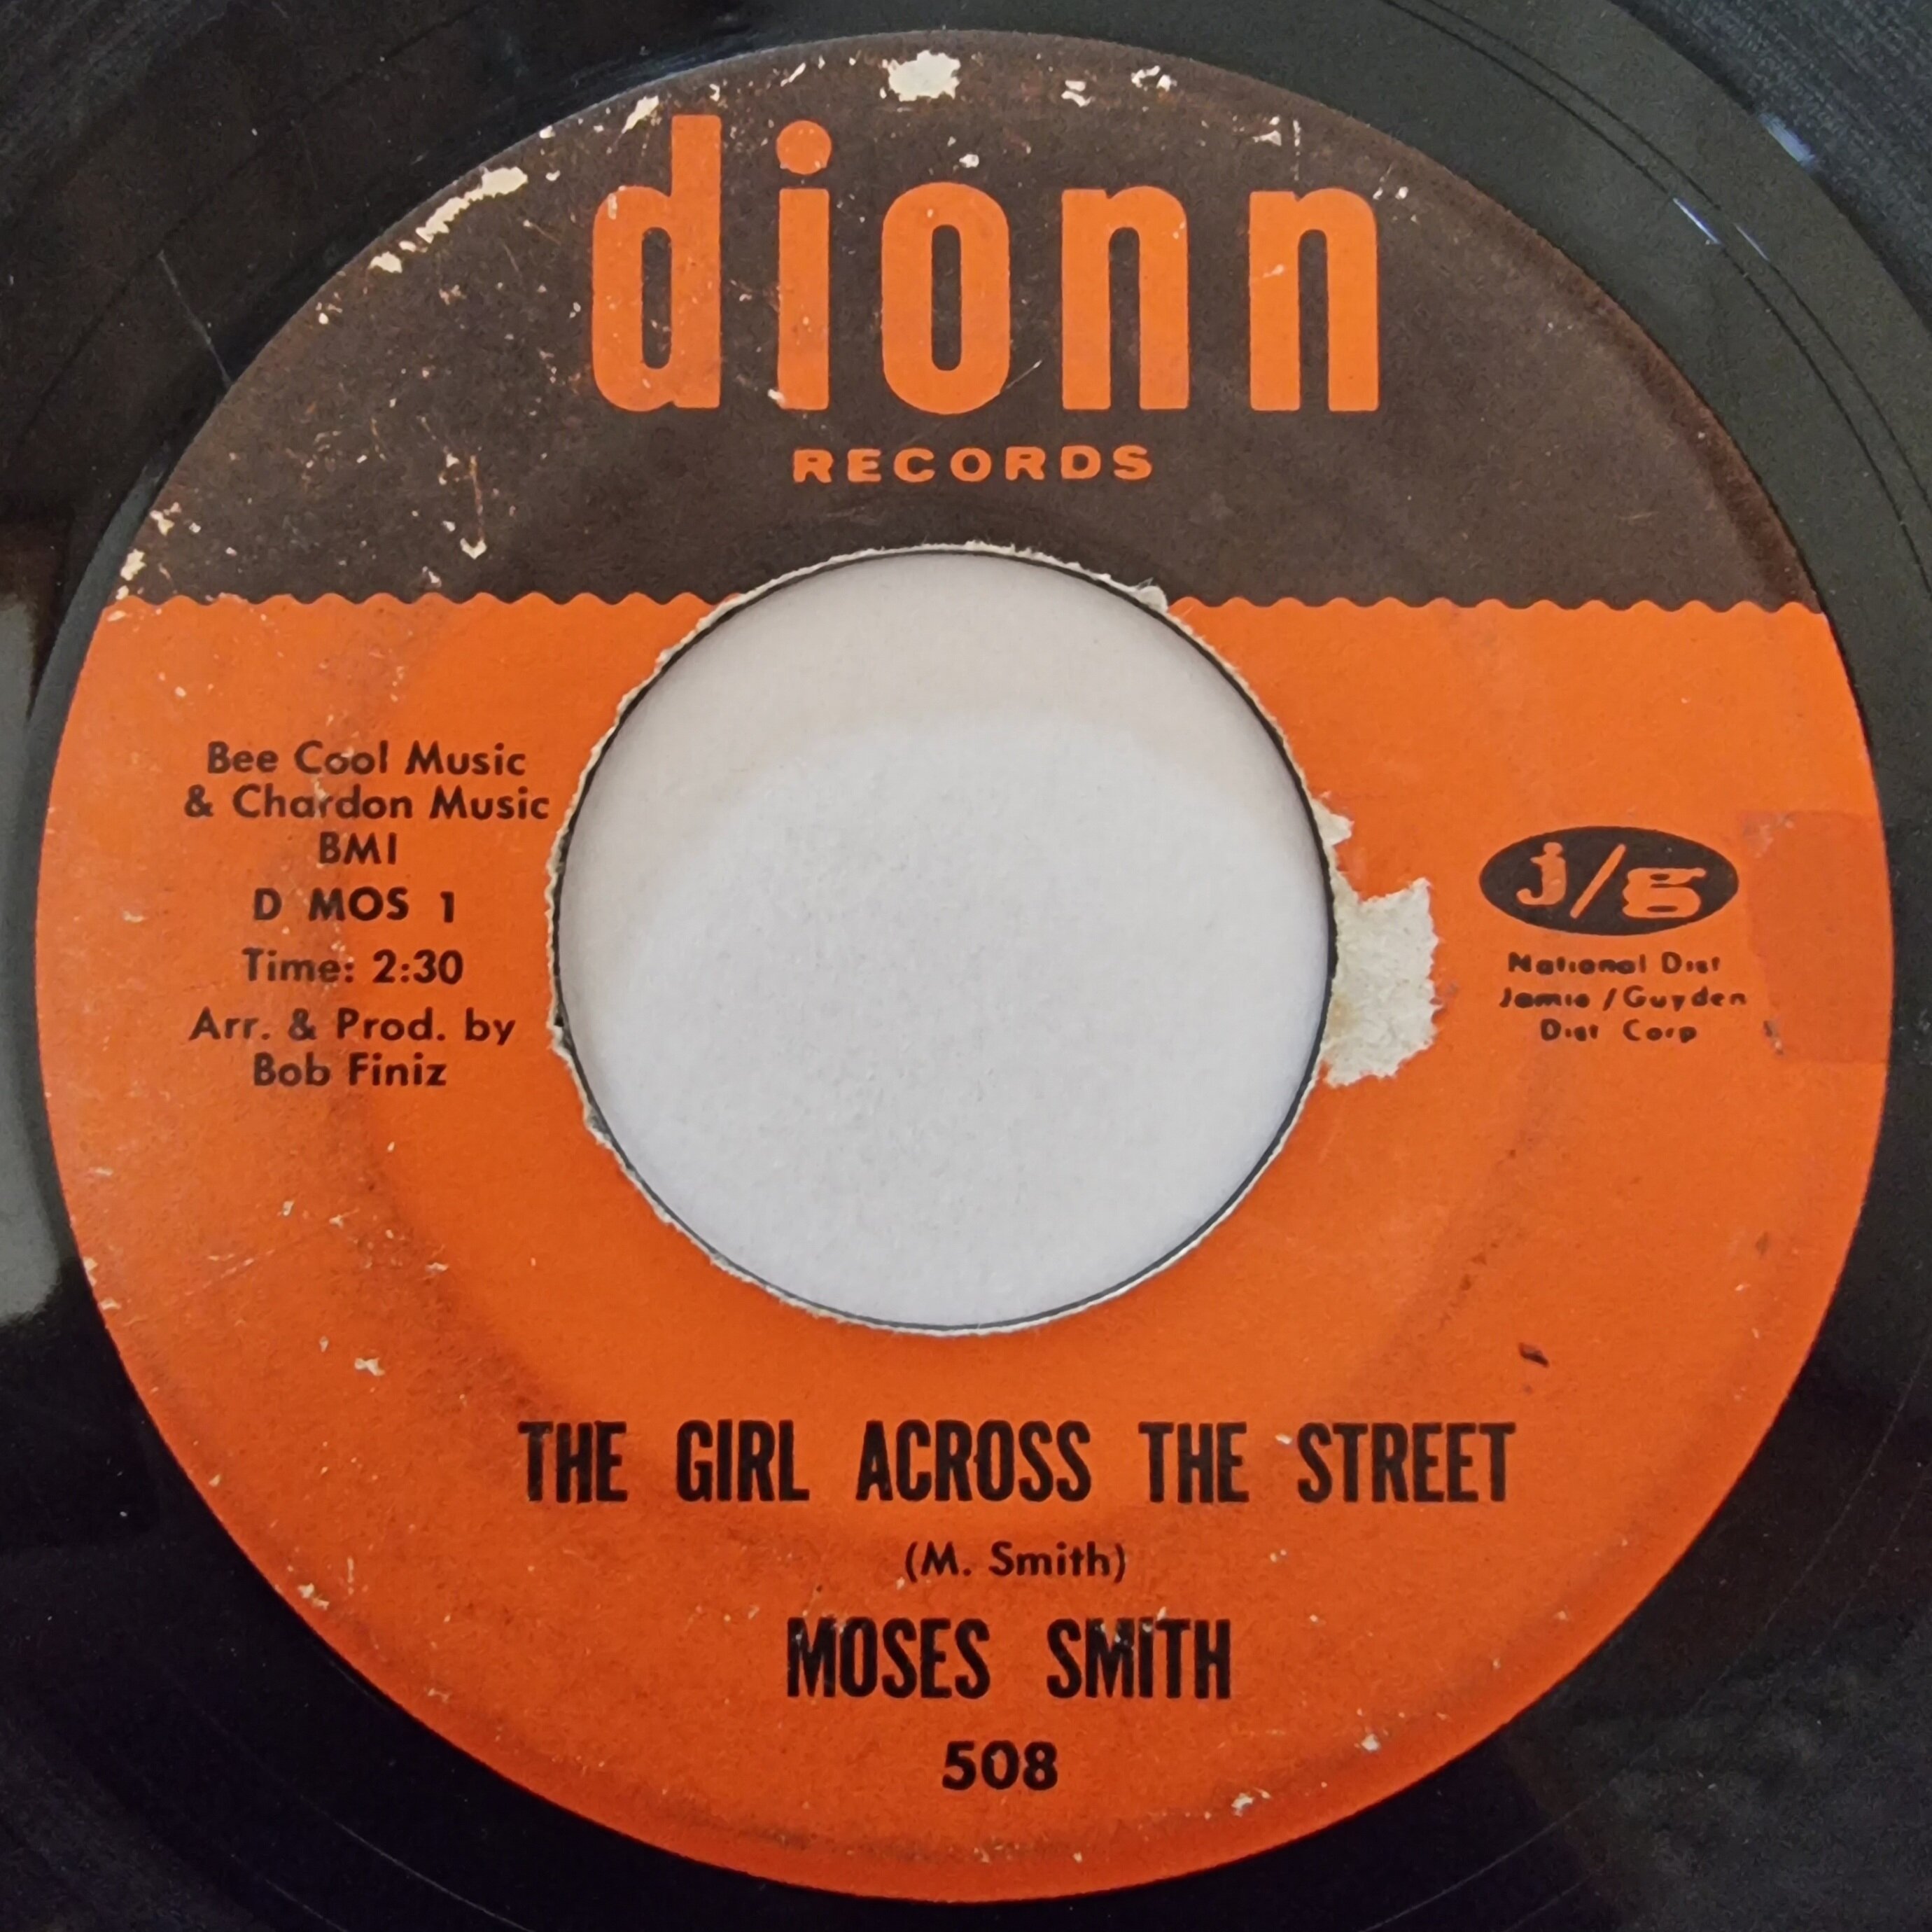 dionn
RECORDS
Bee Cool Music
& Chardon Music
BMI
D MOS 1
Time: 2:30
Arr. & Prod. by
Bob Finiz
j/g
National Dist
Jamie / Guyden
Dist Corp
THE GIRL ACROSS THE STREET
(M. Smith)
MOSES SMITH
508